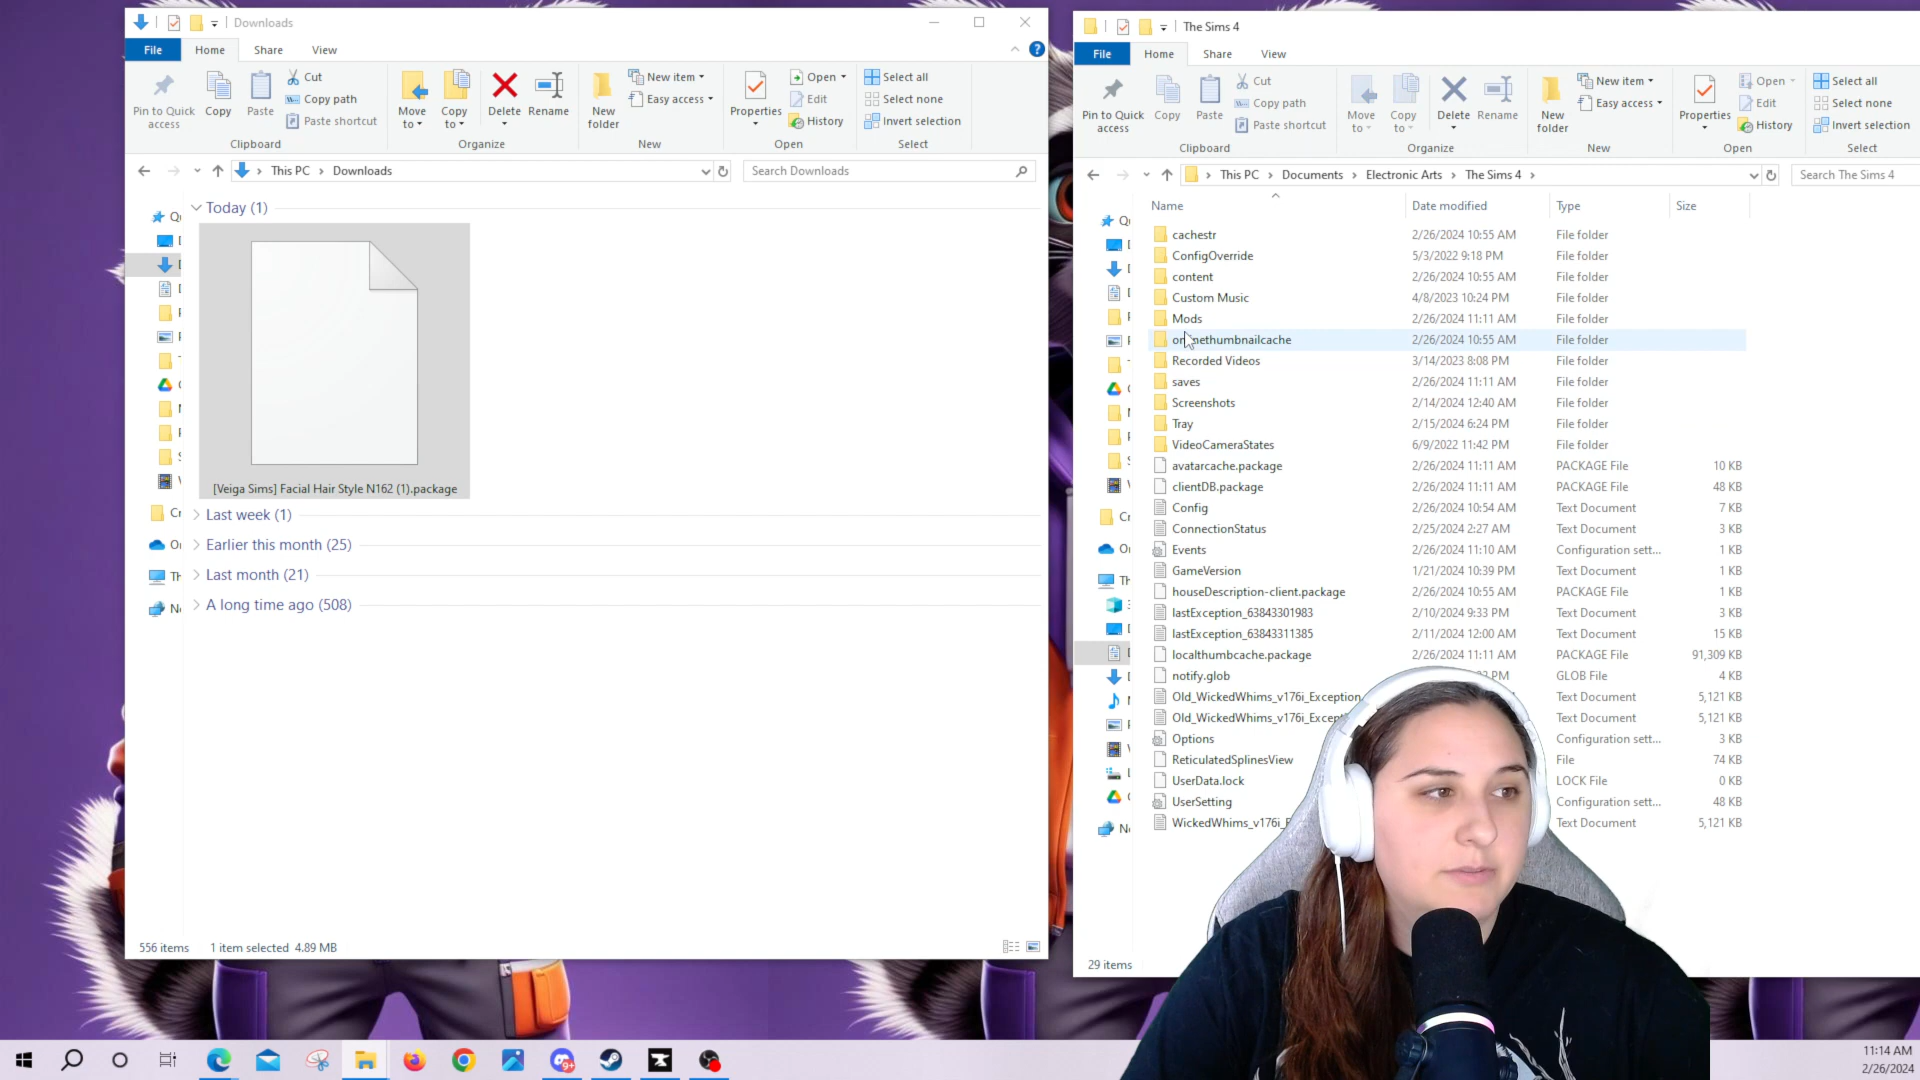 Downloads
File Home Share View
Pin to Quick access
Copy
Paste
Cut
Copy path
Paste shortcut
Clipboard
Move to
Copy to
Delete
Rename
Organize
New folder
New item
Easy access
New
Properties
Open
Edit
History
Open
Select all
Select none
Invert selection
Select
This PC > Downloads
Search Downloads
Today (1)
[Veiga Sims] Facial Hair Style N162 (1).package
Last week (1)
Earlier this month (25)
Last month (21)
A long time ago (508)
556 items 1 item selected 4.89 MB
The Sims 4
File Home Share View
Pin to Quick access
Copy
Paste
Cut
Copy path
Paste shortcut
Clipboard
Move to
Copy to
Delete
Rename
Organize
New folder
New item
Easy access
New
Properties
Open
Edit
History
Open
Select all
Select none
Invert selection
Select
This PC > Documents > Electronic Arts > The Sims 4 >
Search The Sims 4
Name Date modified Type Size
cachestr 2/26/2024 10:55 AM File folder
ConfigOverride 5/3/2022 9:18 PM File folder
content 2/26/2024 10:55 AM File folder
Custom Music 4/8/2023 10:24 PM File folder
Mods 2/26/2024 11:11 AM File folder
onlinethumbnailcache 2/26/2024 10:55 AM File folder
Recorded Videos 3/14/2023 8:08 PM File folder
saves 2/26/2024 11:11 AM File folder
Screenshots 2/14/2024 12:40 AM File folder
Tray 2/15/2024 6:24 PM File folder
VideoCameraStates 6/9/2022 11:42 PM File folder
avatarcache.package 2/26/2024 11:11 AM PACKAGE File 10 KB
clientDB.package 2/26/2024 11:11 AM PACKAGE File 48 KB
Config 2/26/2024 10:54 AM Text Document 7 KB
ConnectionStatus 2/25/2024 2:27 AM Text Document 3 KB
Events 2/26/2024 11:10 AM Configuration sett... 1 KB
GameVersion 1/21/2024 10:39 PM Text Document 1 KB
houseDescription-client.package 2/26/2024 10:55 AM PACKAGE File 1 KB
lastException_63843301983 2/10/2024 9:33 PM Text Document 3 KB
lastException_63843311385 2/11/2024 12:00 AM Text Document 15 KB
localthumbcache.package 2/26/2024 11:11 AM PACKAGE File 91,309 KB
notify.glob PM GLOB File 4 KB
Old_WickedWhims_v176i_Exception Text Document 5,121 KB
Old_WickedWhims_v176i_Except Text Document 5,121 KB
Options Configuration sett... 3 KB
ReticulatedSplinesView File 74 KB
UserData.lock LOCK File 0 KB
UserSetting Configuration sett... 48 KB
WickedWhims_v176i_ Text Document 5,121 KB
29 items
11:14 AM
2/26/2024